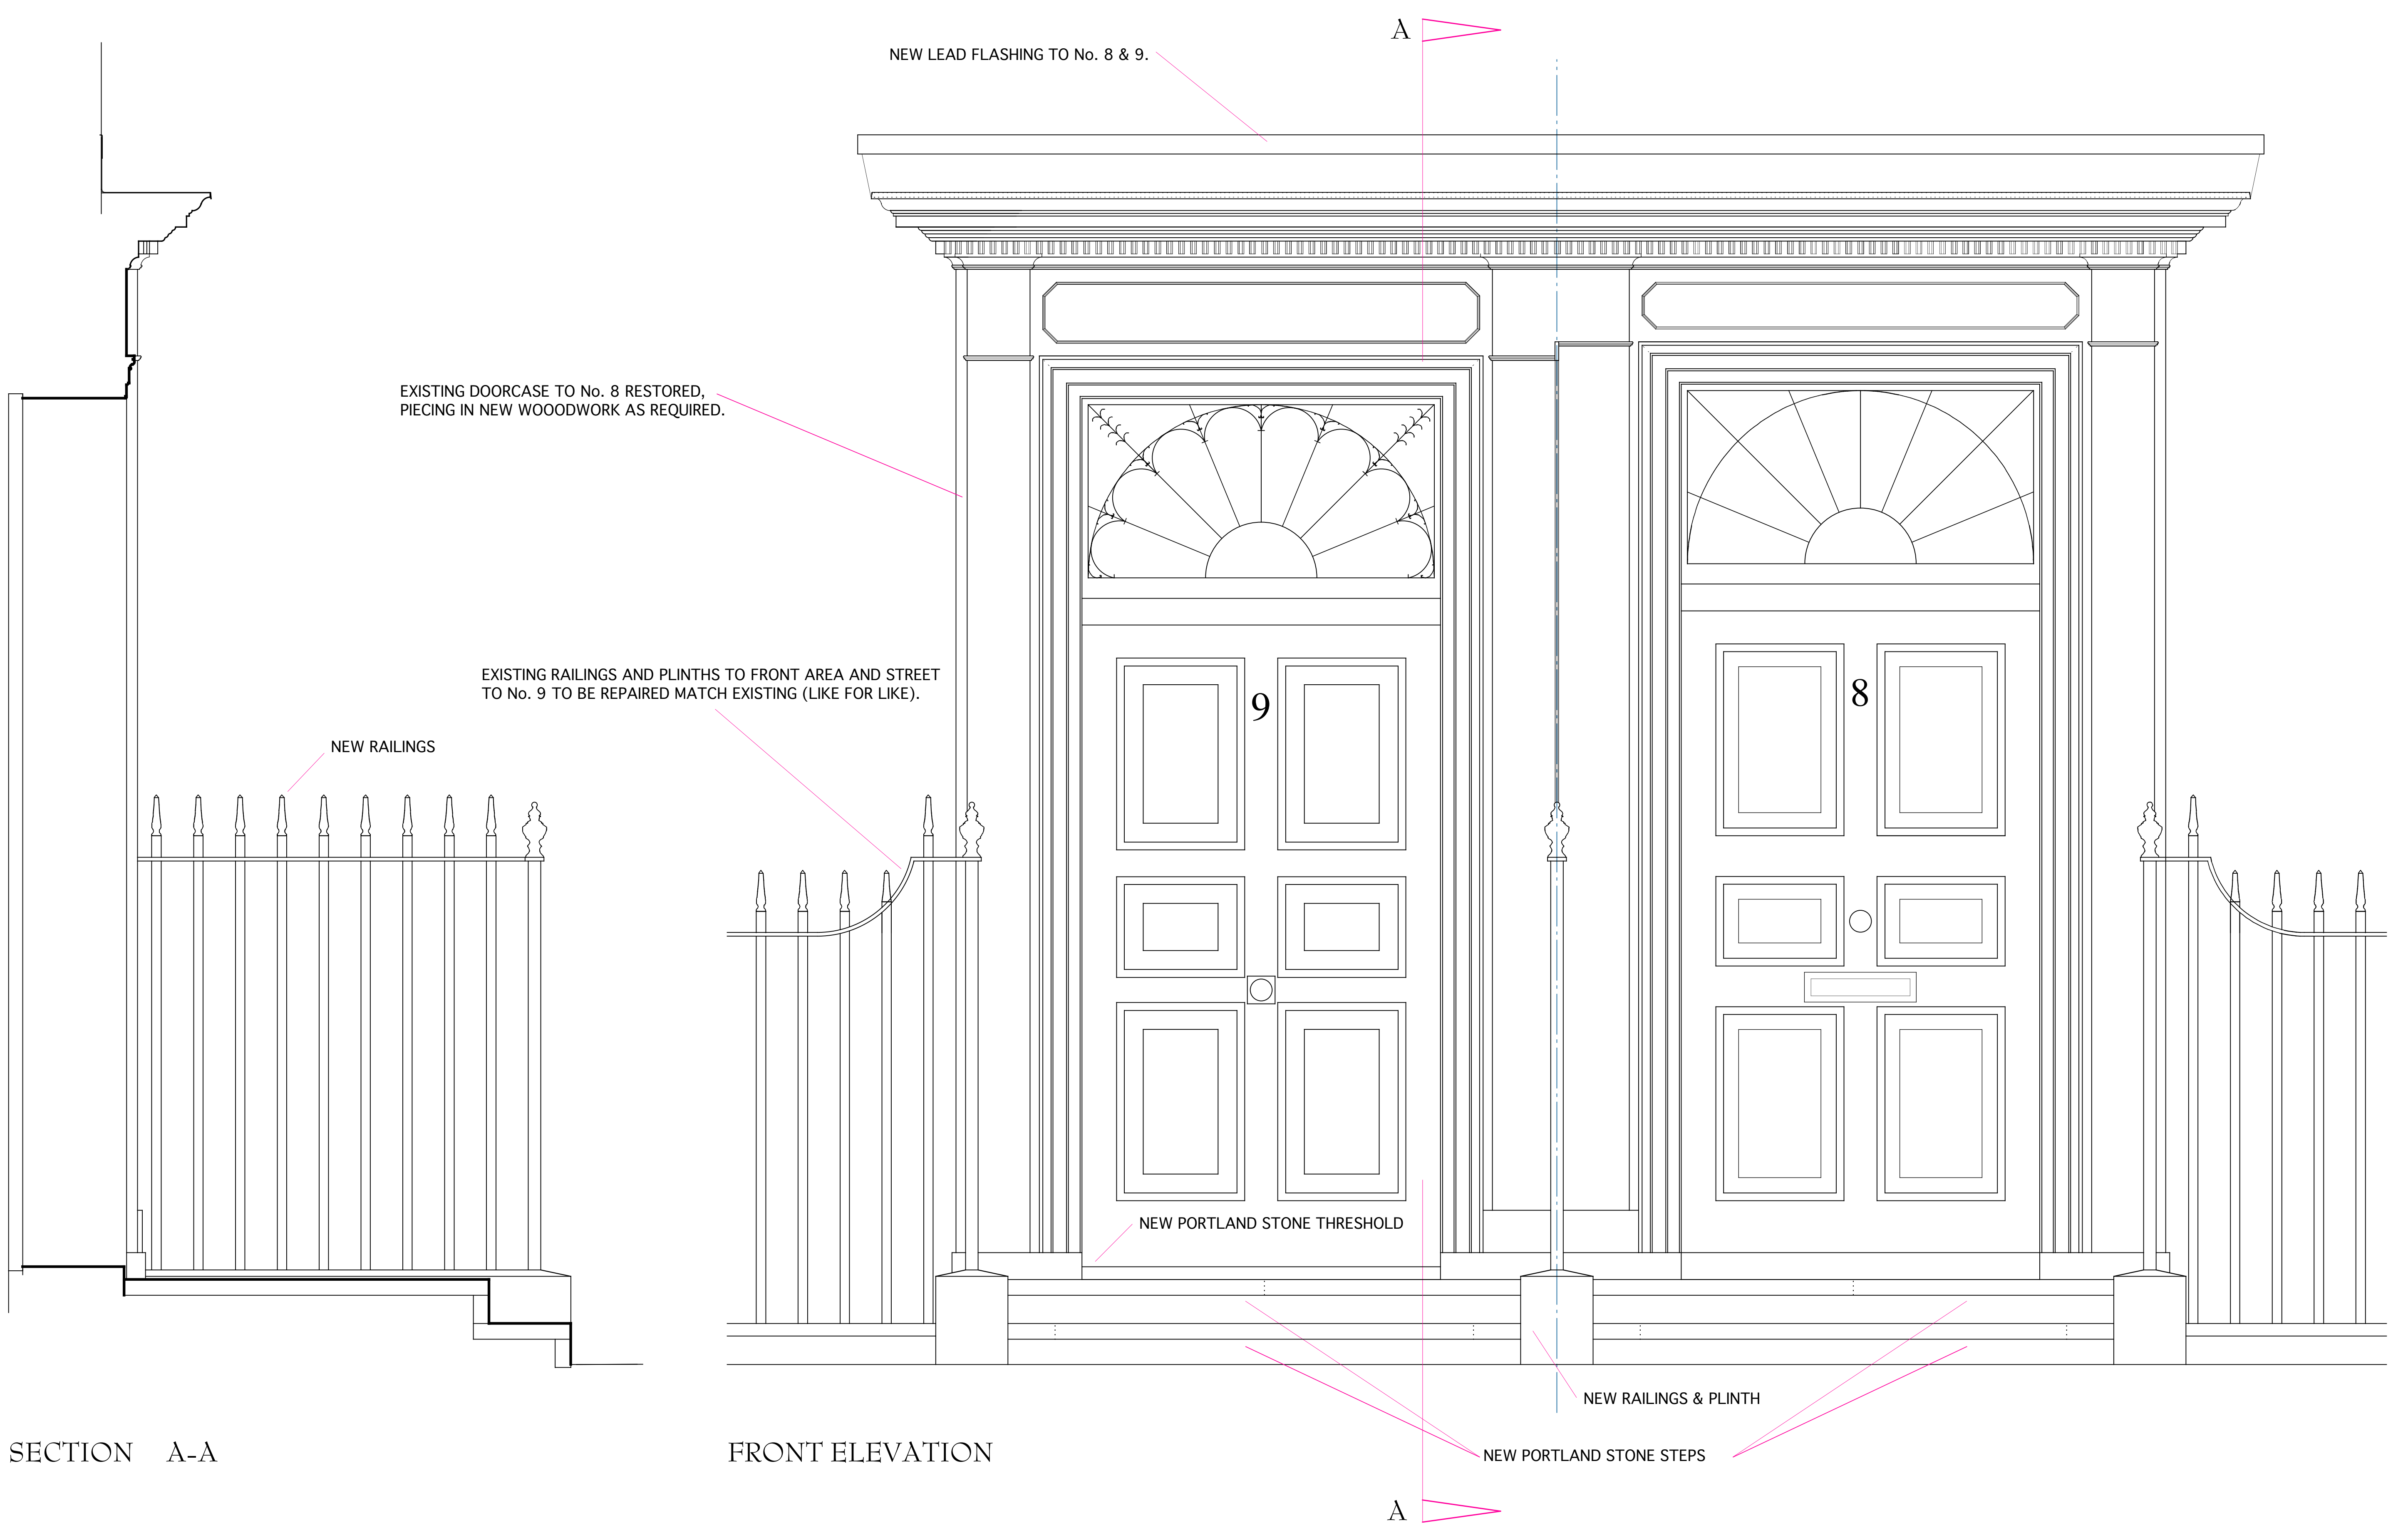 A
NEW LEAD FLASHING TO No. 8 & 9.
EXISTING DOORCASE TO No. 8 RESTORED,
PIECING IN NEW WOOODWORK AS REQUIRED.
EXISTING RAILINGS AND PLINTHS TO FRONT AREA AND STREET
TO No. 9 TO BE REPAIRED MATCH EXISTING (LIKE FOR LIKE).
9
8
NEW RAILINGS
NEW PORTLAND STONE THRESHOLD
NEW RAILINGS & PLINTH
SECTION A-A
FRONT ELEVATION
NEW PORTLAND STONE STEPS
A